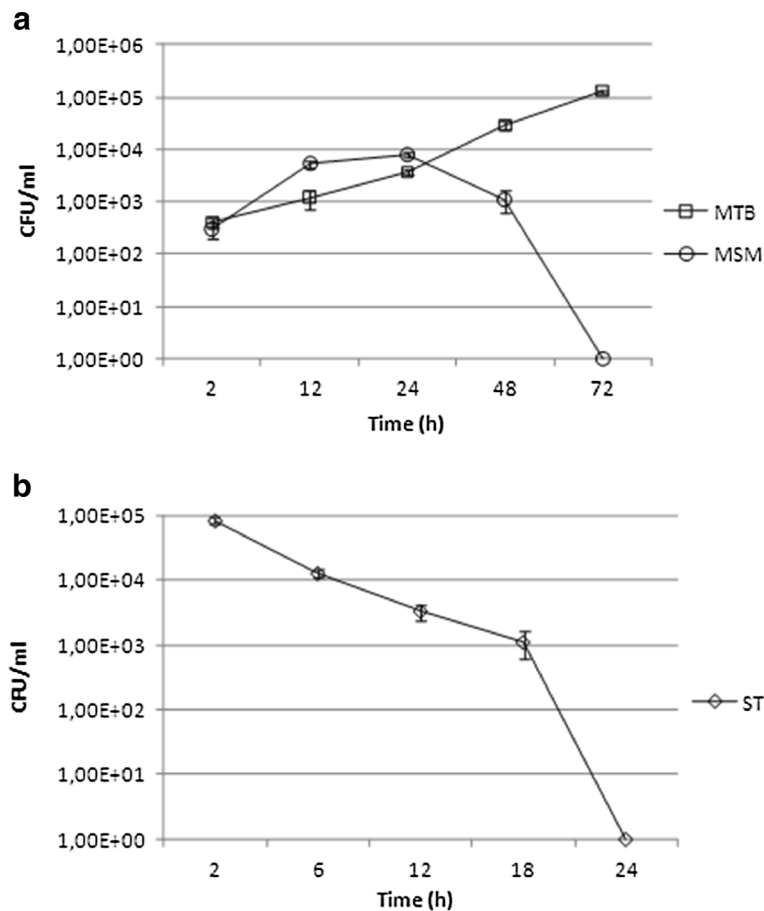 a
1,00E+06
1,00E+05
1,00E+04
1,00E+03
1,00E+02
1,00E+01
1,00E+00
CFU/ml
2 12 24 48 72
Time (h)
MTB
MSM
b
1,00E+05
1,00E+04
1,00E+03
1,00E+02
1,00E+01
1,00E+00
CFU/ml
2 6 12 18 24
Time (h)
ST